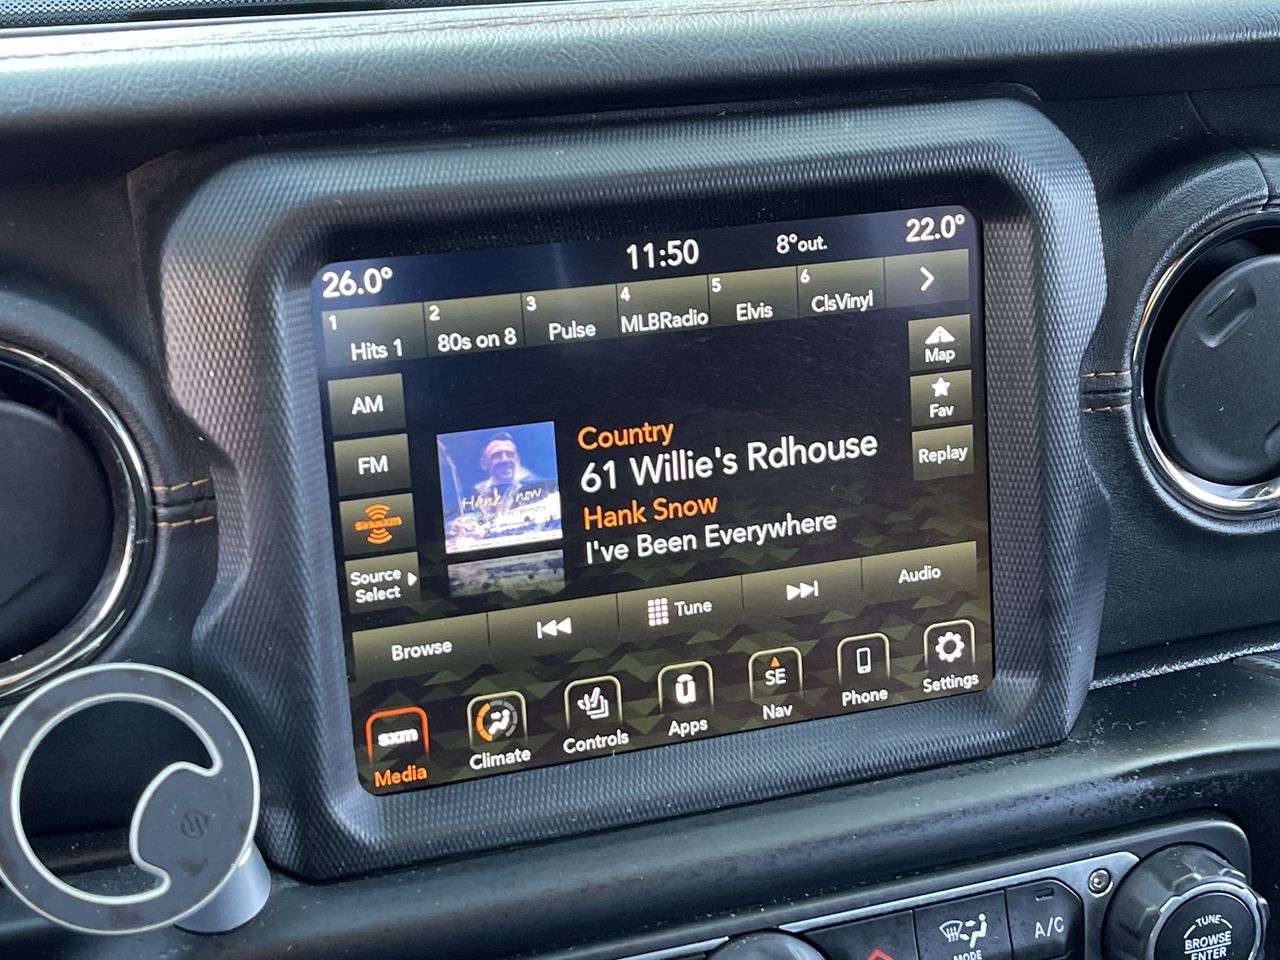 26.0°
11:50
8°out.
22.0°
1
Hits 1
2
80s on 8
3
Pulse
4
MLBRadio
5
Elvis
6
ClsVinyl
AM
Map
FM
Fav
Replay
SiriusXM
Source
Select
Hank Snow
Country
61 Willie's Rdhouse
Hank Snow
I've Been Everywhere
Browse
Tune
Audio
sxm
Media
Climate
Controls
Apps
SE
Nav
Phone
Settings
MODE
A/C
TUNE
BROWSE
ENTER